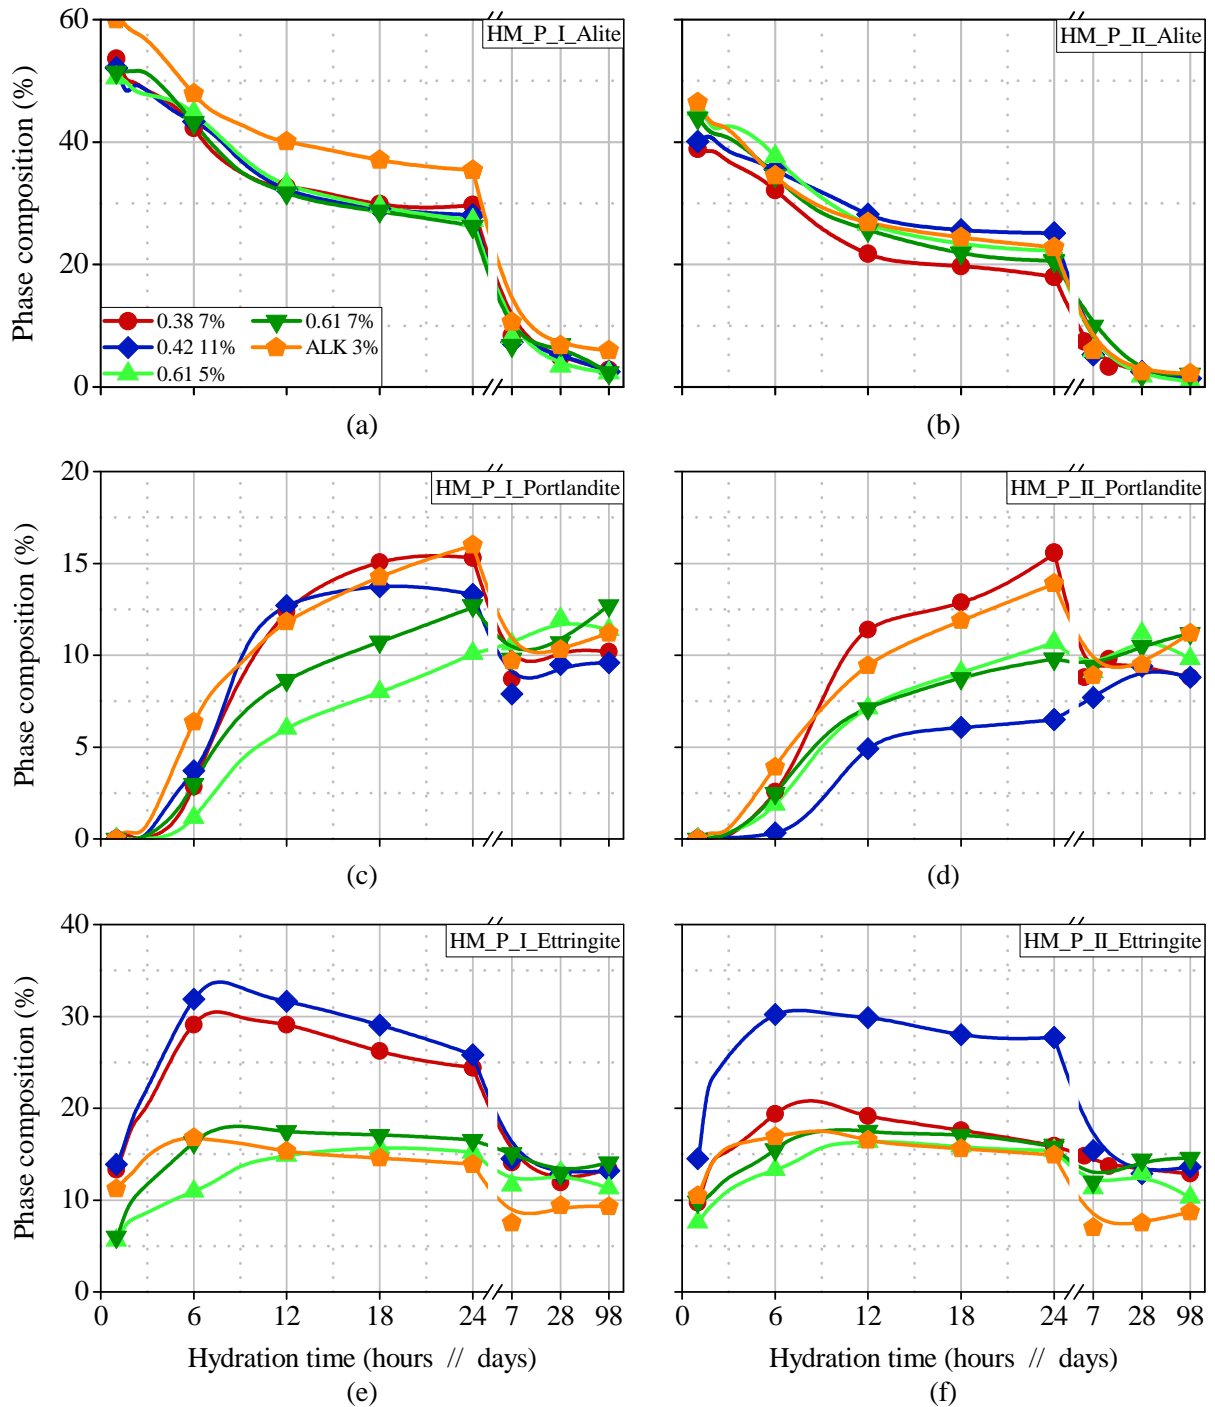 60
40
20
0
Phase composition (%)
HM_P_I_Alite
0.38 7%
0.61 7%
0.42 11%
ALK 3%
0.61 5%
(a)
HM_P_II_Alite
(b)
20
15
10
5
0
Phase composition (%)
HM_P_I_Portlandite
(c)
HM_P_II_Portlandite
(d)
40
30
20
10
0
Phase composition (%)
HM_P_I_Ettringite
0 6 12 18 24 7 28 98
Hydration time (hours // days)
(e)
HM_P_II_Ettringite
0 6 12 18 24 7 28 98
Hydration time (hours // days)
(f)